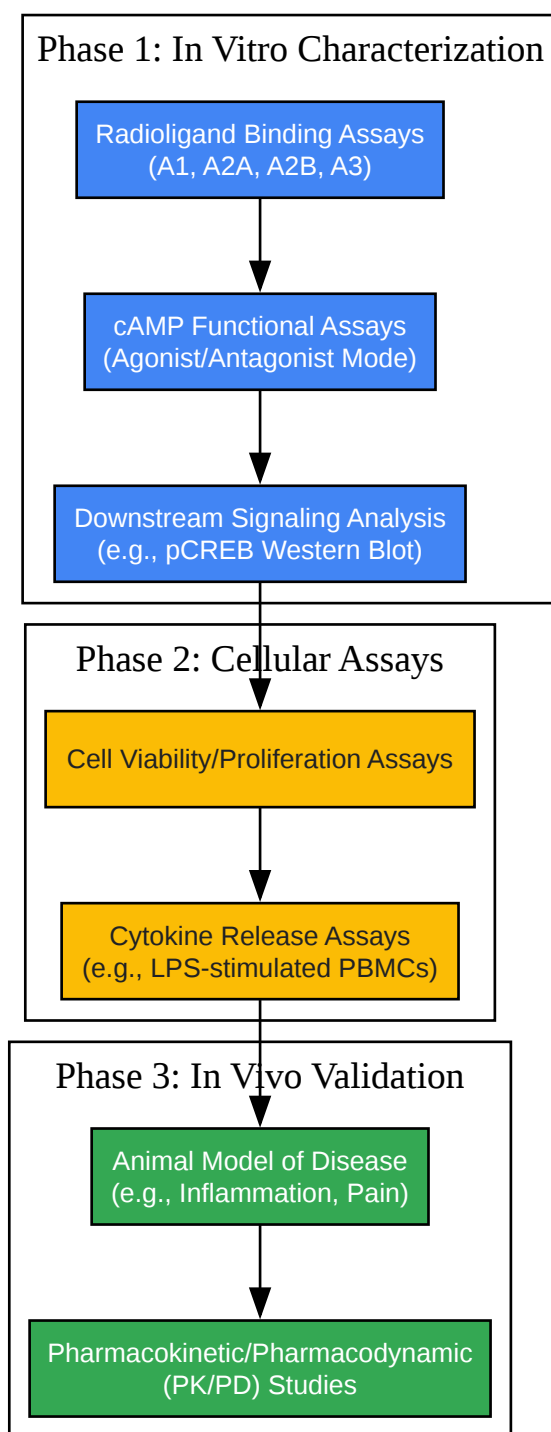 Phase 1: In Vitro Characterization
Radioligand Binding Assays
(A1, A2A, A2B, A3)
cAMP Functional Assays
(Agonist/Antagonist Mode)
Downstream Signaling Analysis
(e.g., pCREB Western Blot)
Phase 2: Cellular Assays
Cell Viability/Proliferation Assays
Cytokine Release Assays
(e.g., LPS-stimulated PBMCs)
Phase 3: In Vivo Validation
Animal Model of Disease
(e.g., Inflammation, Pain)
Pharmacokinetic/Pharmacodynamic
(PK/PD) Studies